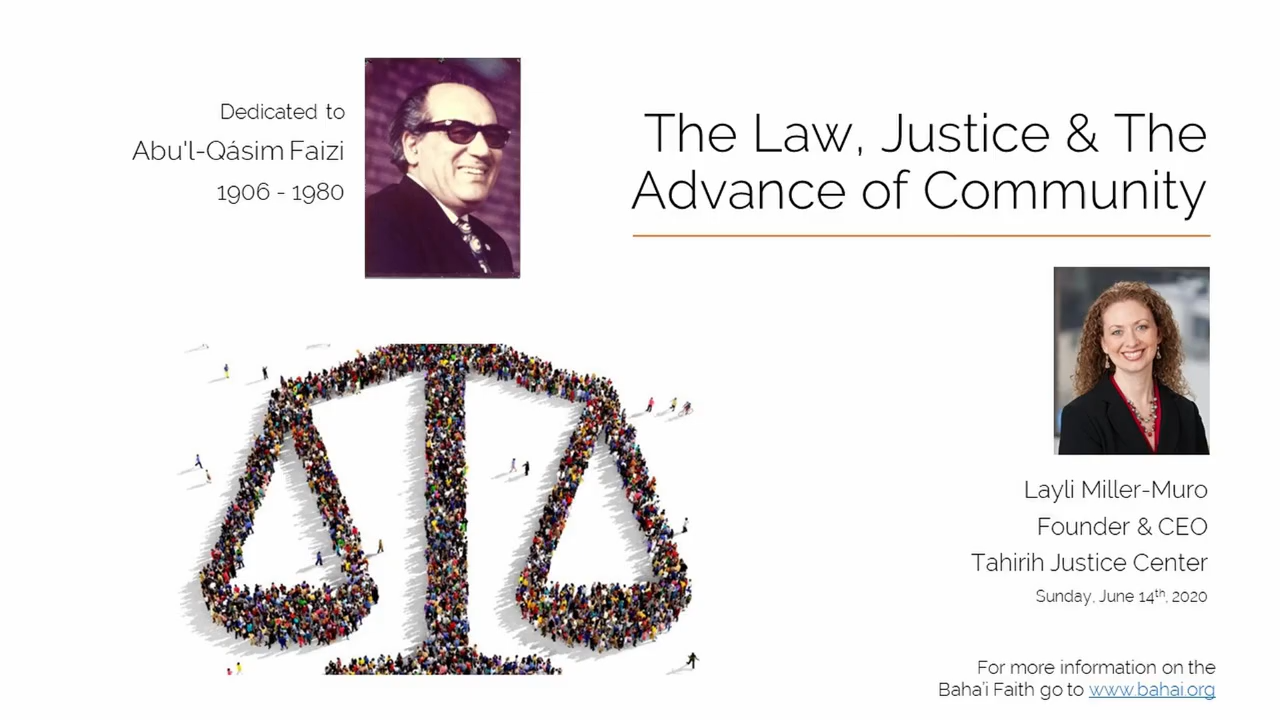 Dedicated to
Abu'l-Qásim Faizi
1906 - 1980
The Law, Justice & The
Advance of Community
Layli Miller-Muro
Founder & CEO
Tahirih Justice Center
Sunday, June 14th, 2020
For more information on the
Baha'i Faith go to www.bahai.org